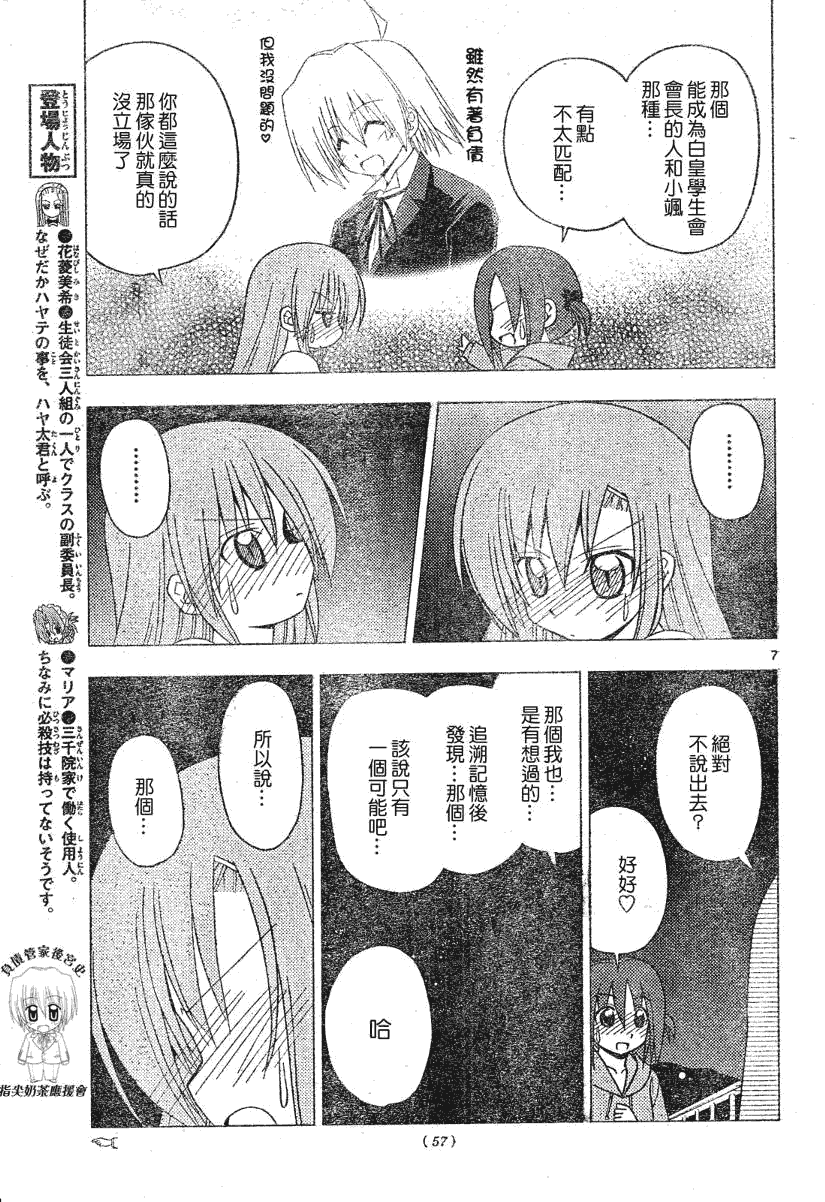 那個
能成為白皇學生會
會長的人和小颯
那種…
有點
不太匹配…
雖然有著負債
但我沒問題的♡
你都這麼說的話
那傢伙就真的
沒立場了
………
………
7
絕對
不說出去？
好好♡
那個我也…
是有想過的…
追溯記憶後
發現…那個…
該說只有
一個可能吧…
哈
所以說…
那個…
登場人物
とうじょうじんぶつ
●花菱美希●生徒会三人組の一人でクラスの副委員長。
なぜだかハヤテの事を、ハヤ太君と呼ぶ。
●マリア●三千院家で働く使用人。
ちなみに必殺技は持ってないそうです。
負債管家後宮史
指尖奶茶應援會
(57)